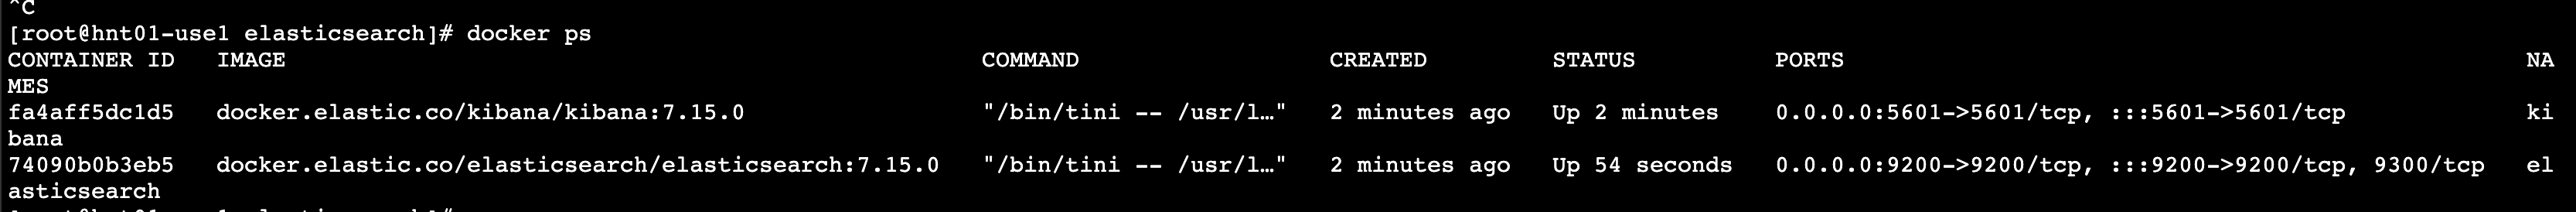 ^C
[root@hnt01-use1 elasticsearch]# docker ps
CONTAINER ID   IMAGE                                                 COMMAND                 CREATED         STATUS          PORTS                                                NA
MES
fa4aff5dc1d5   docker.elastic.co/kibana/kibana:7.15.0                "/bin/tini -- /usr/l…"   2 minutes ago   Up 2 minutes    0.0.0.0:5601->5601/tcp, :::5601->5601/tcp            ki
bana
74090b0b3eb5   docker.elastic.co/elasticsearch/elasticsearch:7.15.0   "/bin/tini -- /usr/l…"   2 minutes ago   Up 54 seconds   0.0.0.0:9200->9200/tcp, :::9200->9200/tcp, 9300/tcp   el
asticsearch